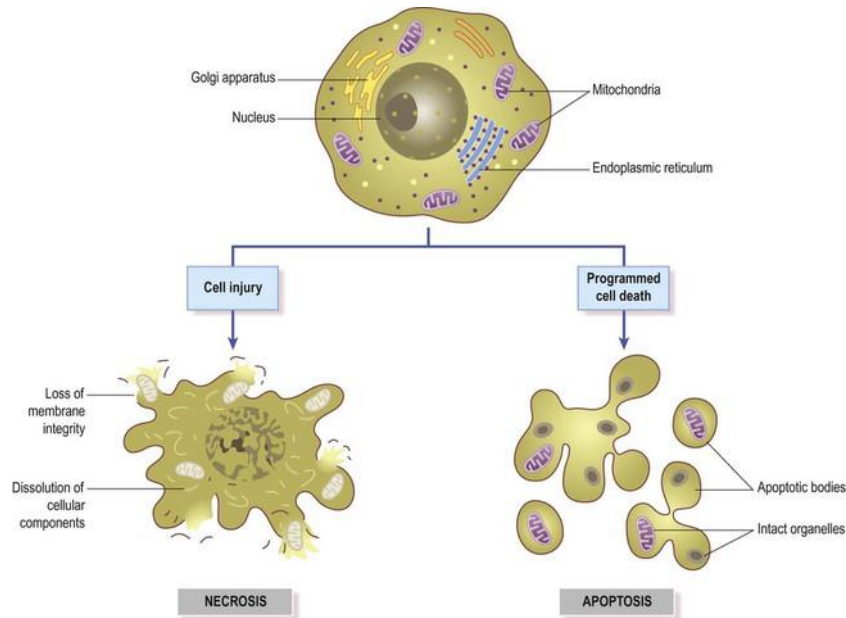 Golgi apparatus
Nucleus
Mitochondria
Endoplasmic reticulum
Cell injury
Programmed
cell death
Loss of
membrane
integrity
Dissolution of
cellular
components
Apoptotic bodies
Intact organelles
NECROSIS
APOPTOSIS